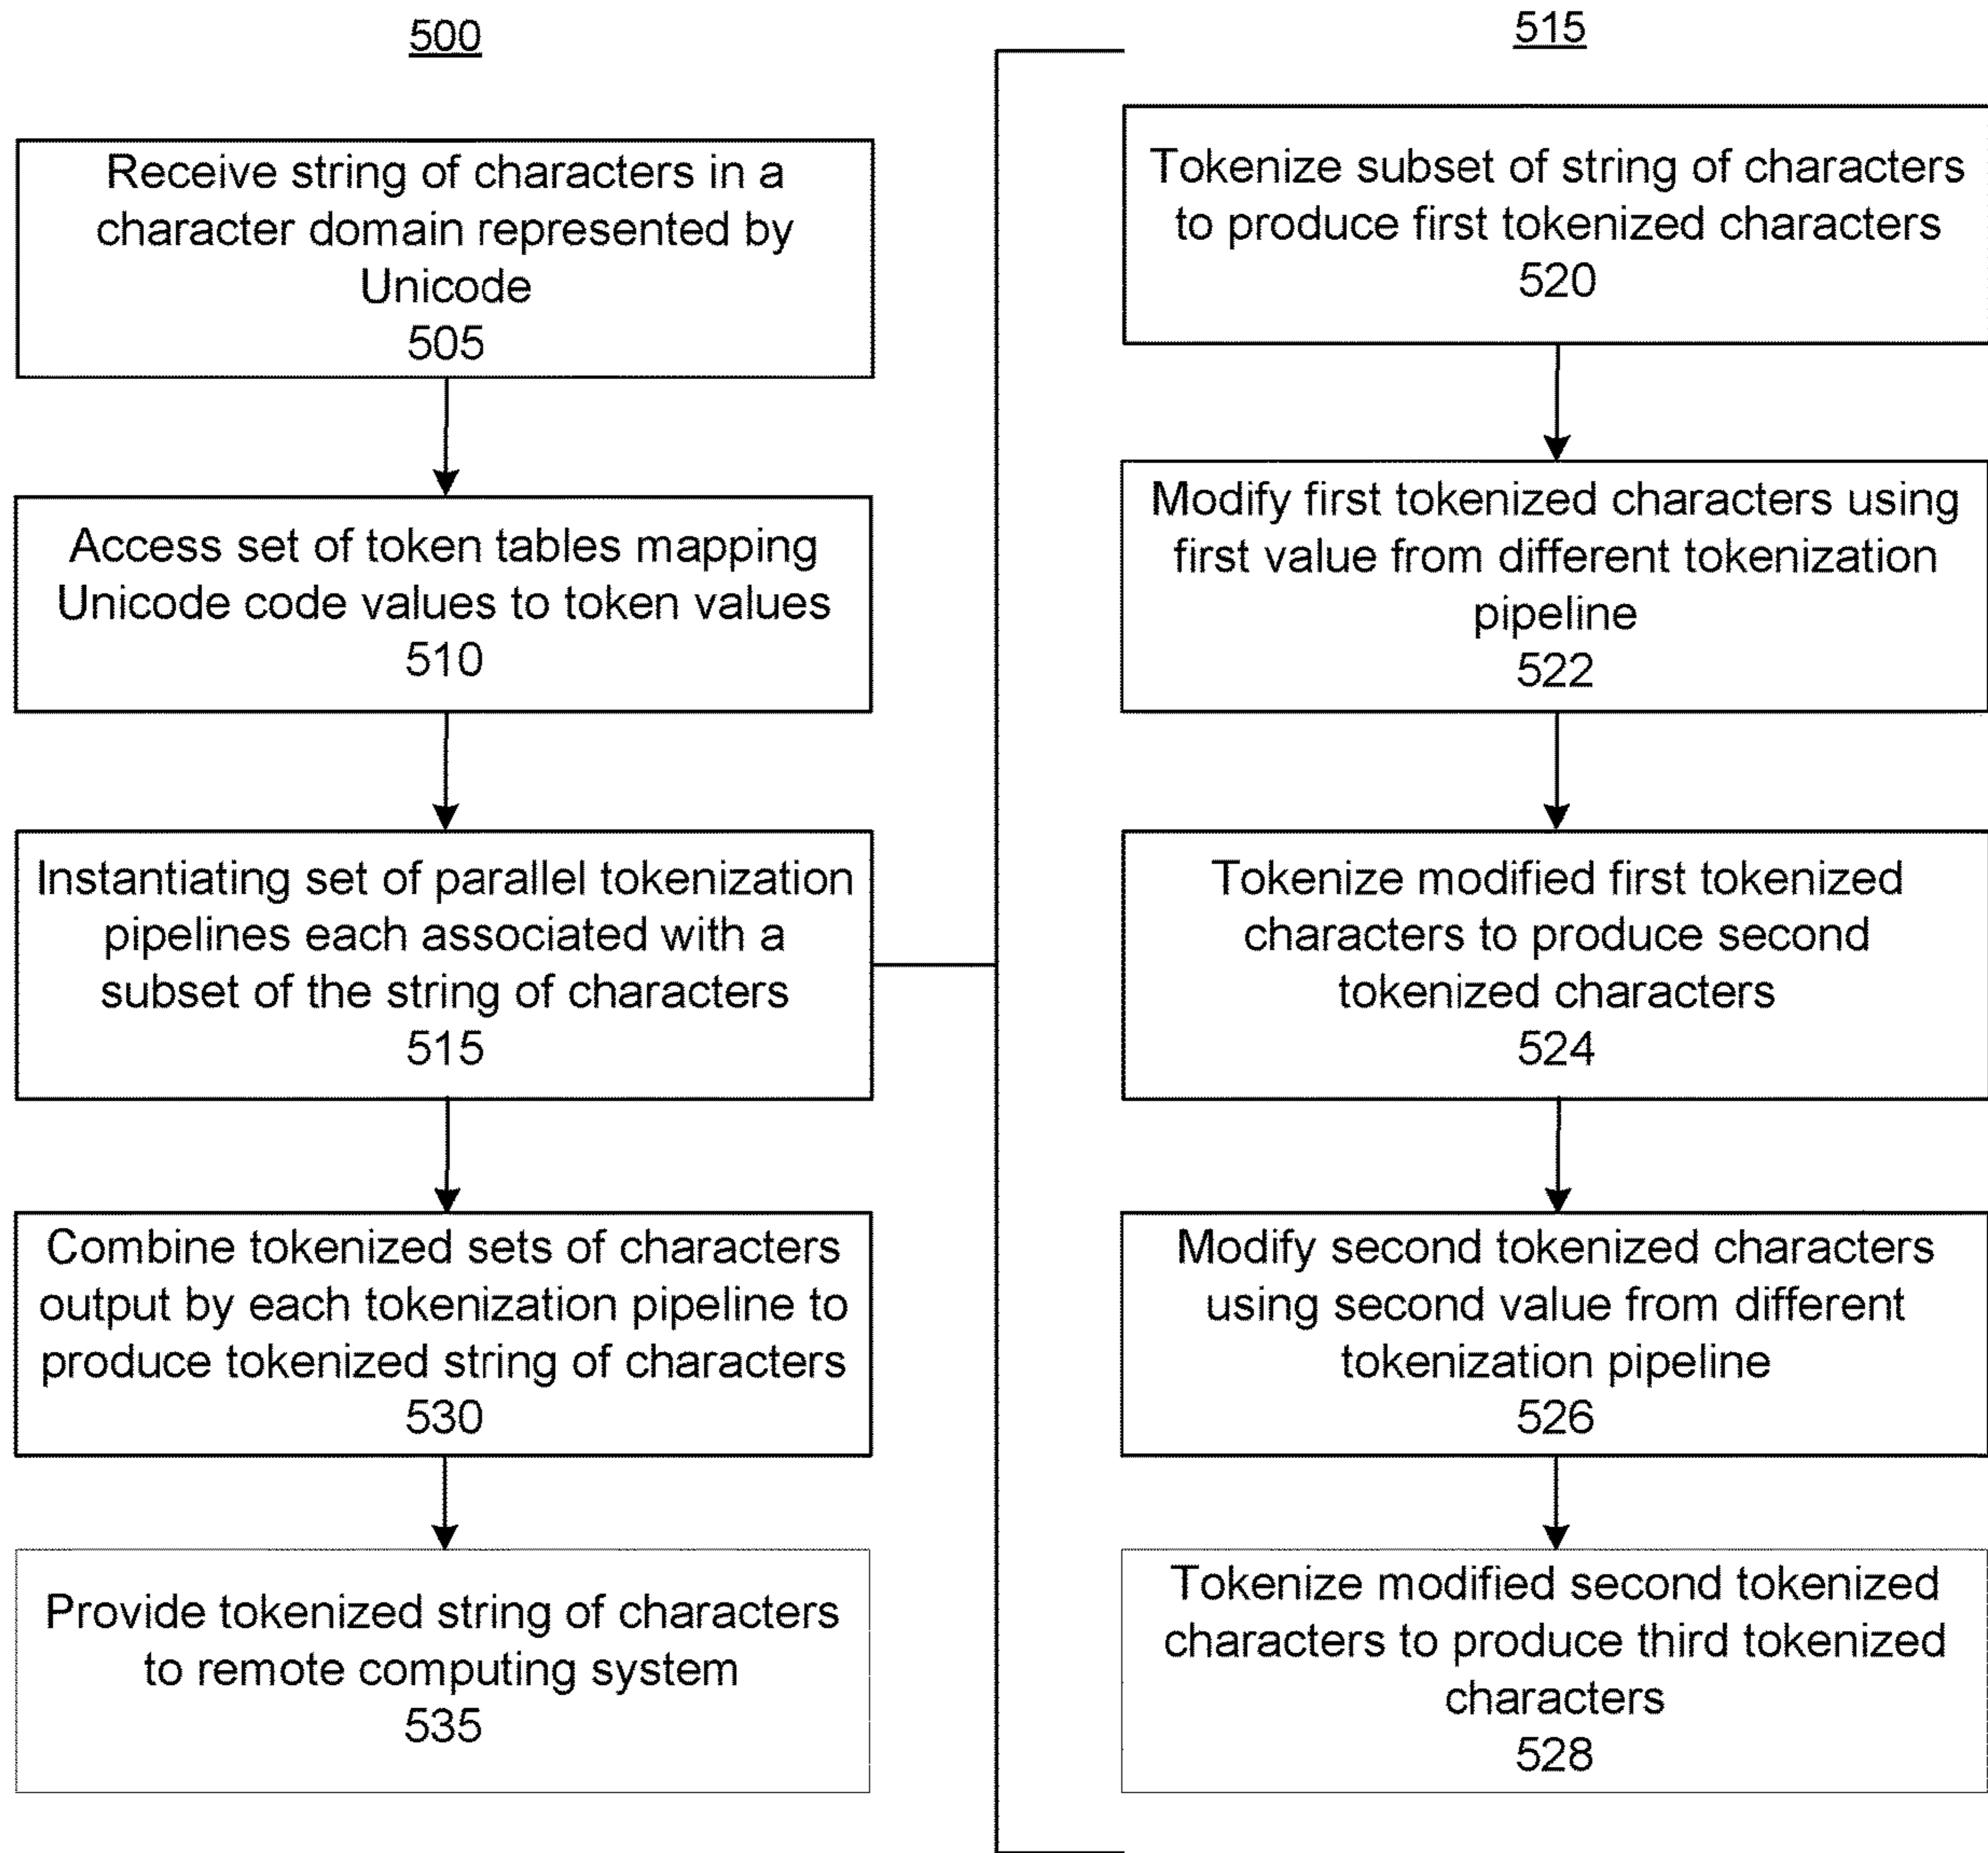 500
Receive string of characters in a
character domain represented by
Unicode
505
Access set of token tables mapping
Unicode code values to token values
510
Instantiating set of parallel tokenization
pipelines each associated with a
subset of the string of characters
515
Combine tokenized sets of characters
output by each tokenization pipeline to
produce tokenized string of characters
530
Provide tokenized string of characters
to remote computing system
535
515
Tokenize subset of string of characters
to produce first tokenized characters
520
Modify first tokenized characters using
first value from different tokenization
pipeline
522
Tokenize modified first tokenized
characters to produce second
tokenized characters
524
Modify second tokenized characters
using second value from different
tokenization pipeline
526
Tokenize modified second tokenized
characters to produce third tokenized
characters
528